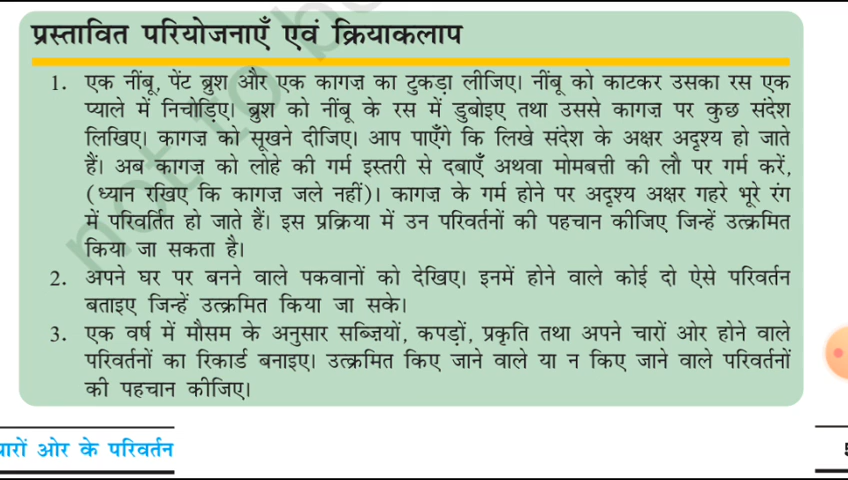 प्रस्तावित परियोजनाएँ एवं क्रियाकलाप
1. एक नींबू, पेंट ब्रुश और एक कागज़ का टुकड़ा लीजिए। नींबू को काटकर उसका रस एक
प्याले में निचोड़िए। ब्रुश को नींबू के रस में डुबोइए तथा उससे कागज़ पर कुछ संदेश
लिखिए। कागज़ को सूखने दीजिए। आप पाएँगे कि लिखे संदेश के अक्षर अदृश्य हो जाते
हैं। अब कागज़ को लोहे की गर्म इस्तरी से दबाएँ अथवा मोमबत्ती की लौ पर गर्म करें,
(ध्यान रखिए कि कागज़ जले नहीं)। कागज़ के गर्म होने पर अदृश्य अक्षर गहरे भूरे रंग
में परिवर्तित हो जाते हैं। इस प्रक्रिया में उन परिवर्तनों की पहचान कीजिए जिन्हें उत्क्रमित
किया जा सकता है।
2. अपने घर पर बनने वाले पकवानों को देखिए। इनमें होने वाले कोई दो ऐसे परिवर्तन
बताइए जिन्हें उत्क्रमित किया जा सके।
3. एक वर्ष में मौसम के अनुसार सब्ज़ियों, कपड़ों, प्रकृति तथा अपने चारों ओर होने वाले
परिवर्तनों का रिकार्ड बनाइए। उत्क्रमित किए जाने वाले या न किए जाने वाले परिवर्तनों
की पहचान कीजिए।
not to be
ओर के परिवर्तन